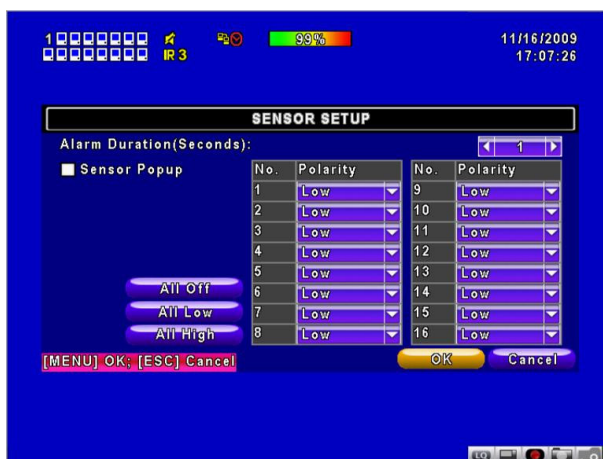 1
IR 3
99%
11/16/2009
17:07:26
SENSOR SETUP
Alarm Duration(Seconds):
1
Sensor Popup
No. Polarity No. Polarity
1 Low 9 Low
2 Low 10 Low
3 Low 11 Low
4 Low 12 Low
5 Low 13 Low
6 Low 14 Low
7 Low 15 Low
8 Low 16 Low
All Off
All Low
All High
[MENU] OK; [ESC] Cancel
OK
Cancel
LQ